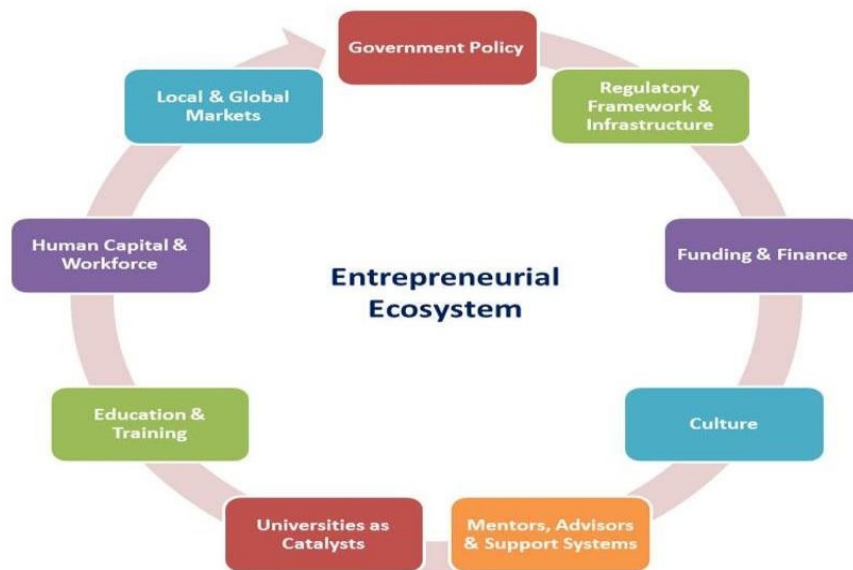 Government Policy
Regulatory
Framework &
Infrastructure
Funding & Finance
Culture
Mentors, Advisors
& Support Systems
Universities as
Catalysts
Education &
Training
Human Capital &
Workforce
Local & Global
Markets
Entrepreneurial
Ecosystem